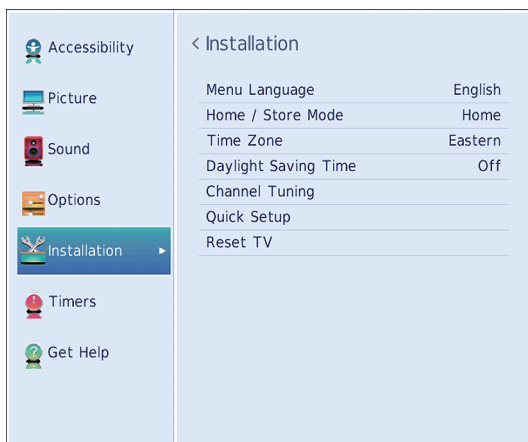 Accessibility
Picture
Sound
Options
Installation
Timers
Get Help
< Installation
Menu Language English
Home / Store Mode Home
Time Zone Eastern
Daylight Saving Time Off
Channel Tuning
Quick Setup
Reset TV